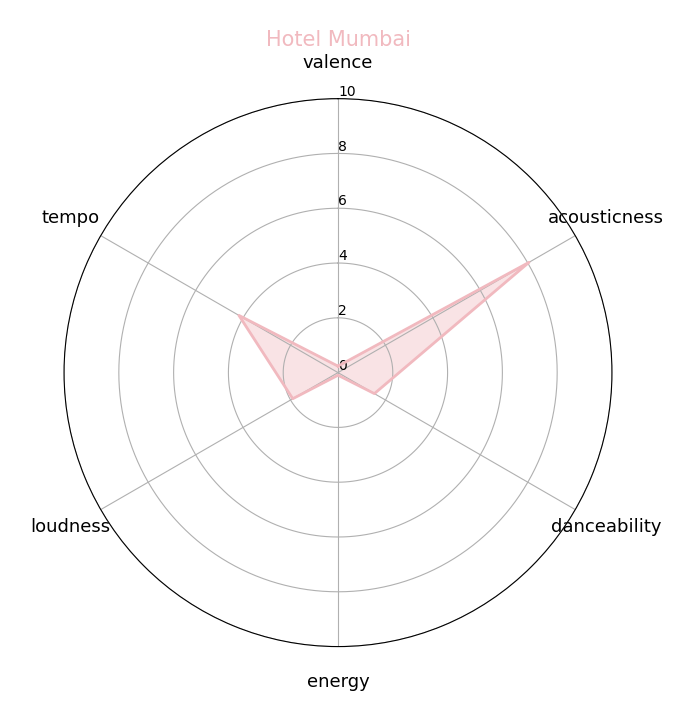 Hotel Mumbai
valence
10
8
6
4
2
0
tempo
acousticness
loudness
danceability
energy